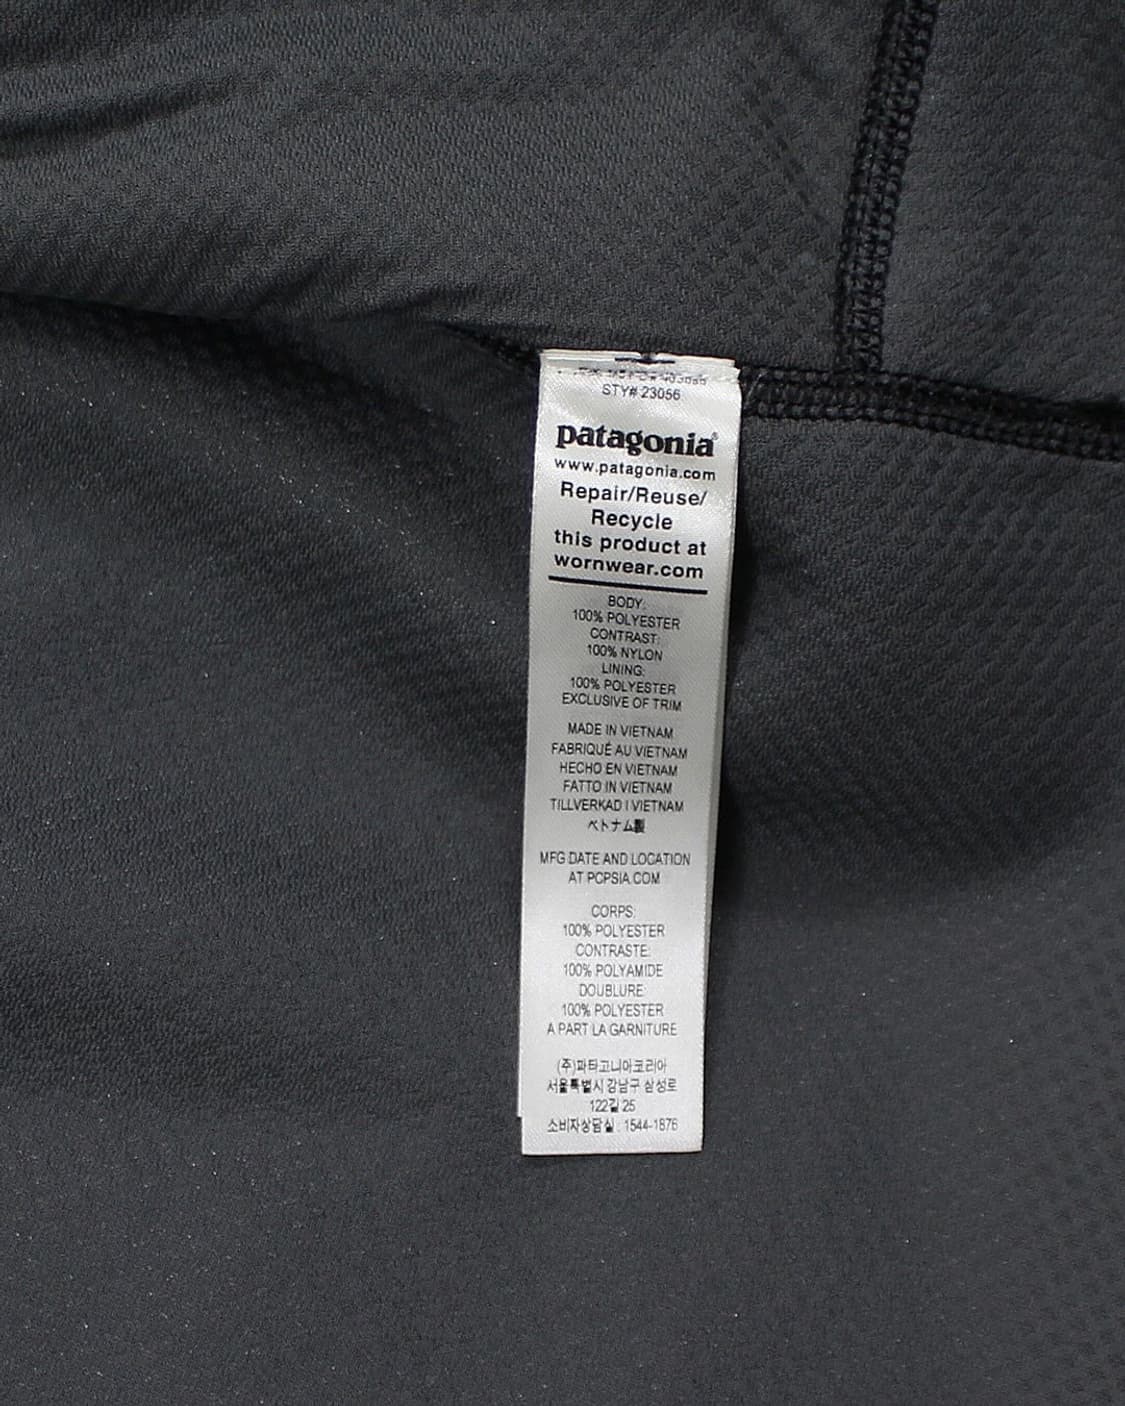 STY# 23056
patagonia®
www.patagonia.com
Repair/Reuse/
Recycle
this product at
wornwear.com
BODY:
100% POLYESTER
CONTRAST:
100% NYLON
LINING:
100% POLYESTER
EXCLUSIVE OF TRIM
MADE IN VIETNAM
FABRIQUÉ AU VIETNAM
HECHO EN VIETNAM
FATTO IN VIETNAM
TILLVERKAD I VIETNAM
ベトナム製
MFG DATE AND LOCATION
AT PCPSIA.COM
CORPS:
100% POLYESTER
CONTRASTE:
100% POLYAMIDE
DOUBLURE:
100% POLYESTER
A PART LA GARNITURE
(주)파타고니아코리아
서울특별시 강남구 삼성로
122길 25
소비자상담실 : 1544-1876